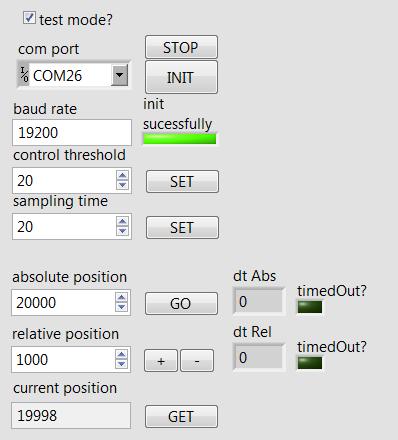 test mode?
com port
STOP
I/O COM26
INIT
baud rate
init
sucessfully
19200
control threshold
20
SET
sampling time
20
SET
absolute position
dt Abs
timedOut?
20000
GO
0
relative position
dt Rel
timedOut?
1000
+
-
0
current position
19998
GET